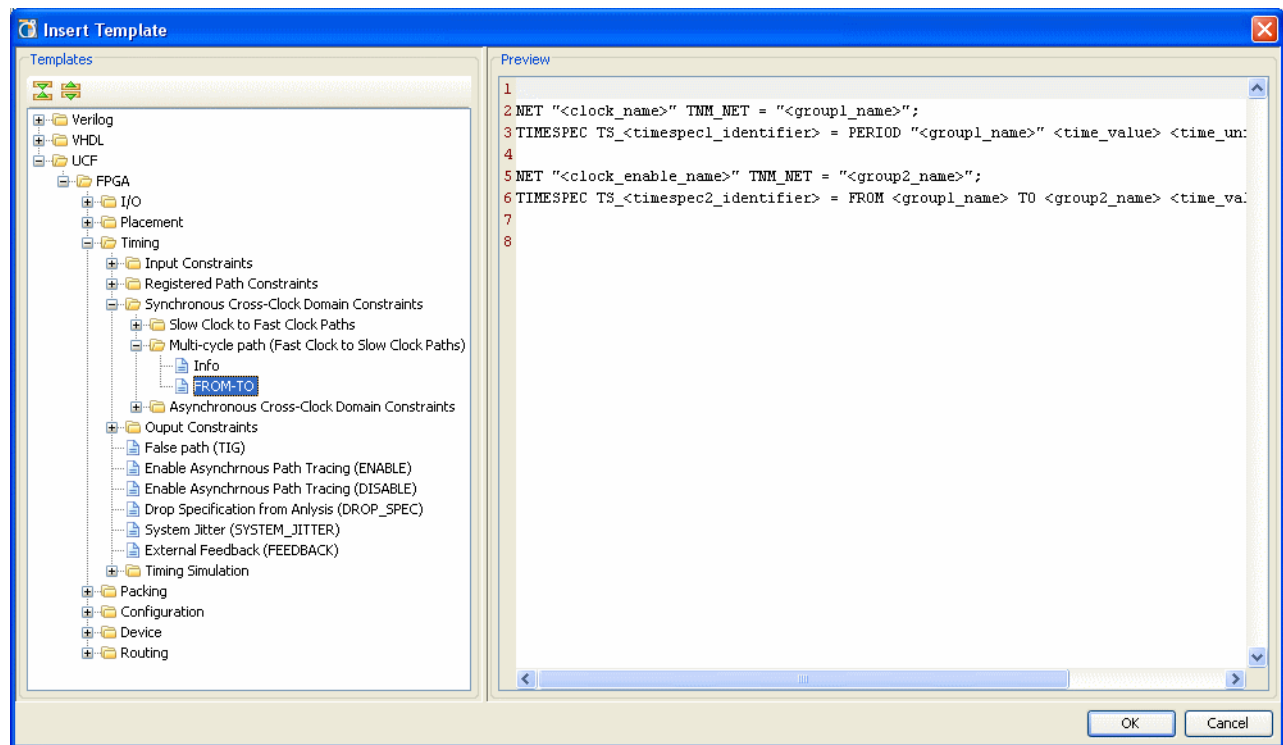 Insert Template
Templates
Verilog
VHDL
UCF
FPGA
I/O
Placement
Timing
Input Constraints
Registered Path Constraints
Synchronous Cross-Clock Domain Constraints
Slow Clock to Fast Clock Paths
Multi-cycle path (Fast Clock to Slow Clock Paths)
Info
FROM-TO
Asynchronous Cross-Clock Domain Constraints
Ouput Constraints
False path (TIG)
Enable Asynchrnous Path Tracing (ENABLE)
Enable Asynchrnous Path Tracing (DISABLE)
Drop Specification from Anlysis (DROP_SPEC)
System Jitter (SYSTEM_JITTER)
External Feedback (FEEDBACK)
Timing Simulation
Packing
Configuration
Device
Routing
Preview
1
2 NET "<clock_name>" TNM_NET = "<group1_name>";
3 TIMESPEC TS_<timespec1_identifier> = PERIOD "<group1_name>" <time_value> <time_un
4
5 NET "<clock_enable_name>" TNM_NET = "<group2_name>";
6 TIMESPEC TS_<timespec2_identifier> = FROM <group1_name> TO <group2_name> <time_val
7
8
OK Cancel